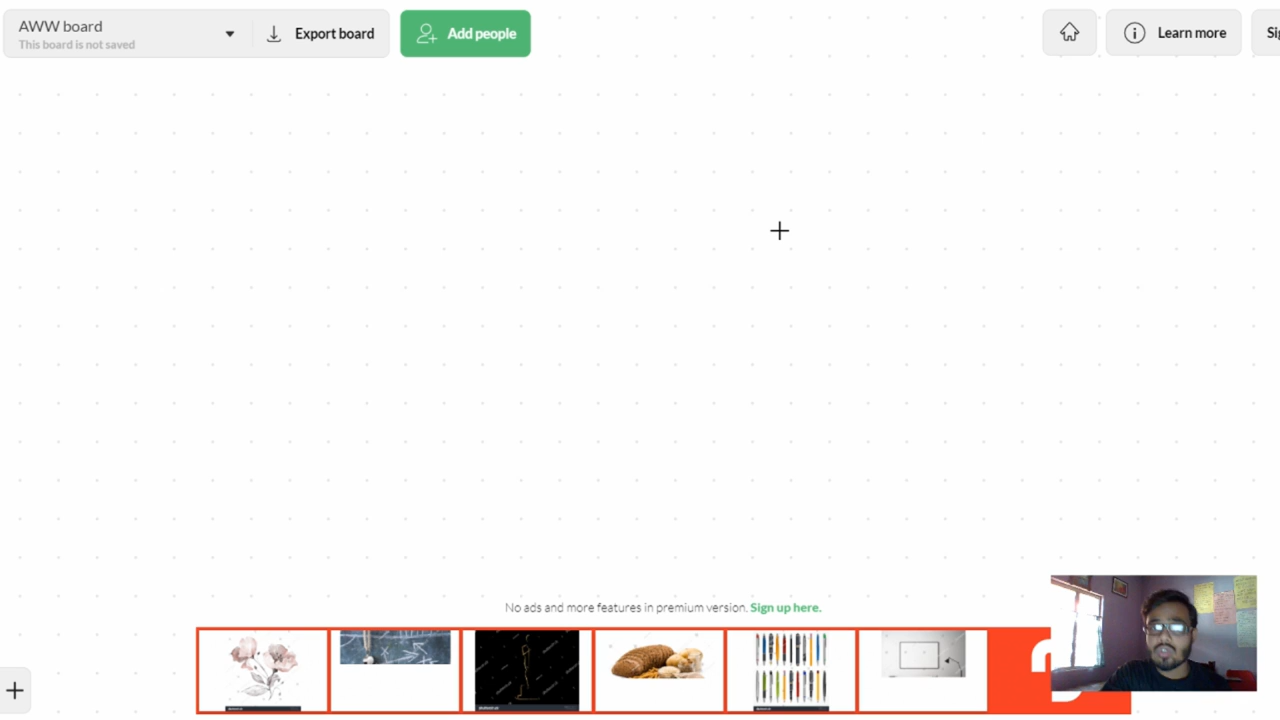 AWW board
This board is not saved
Export board
Add people
Learn more
No ads and more features in premium version. Sign up here.